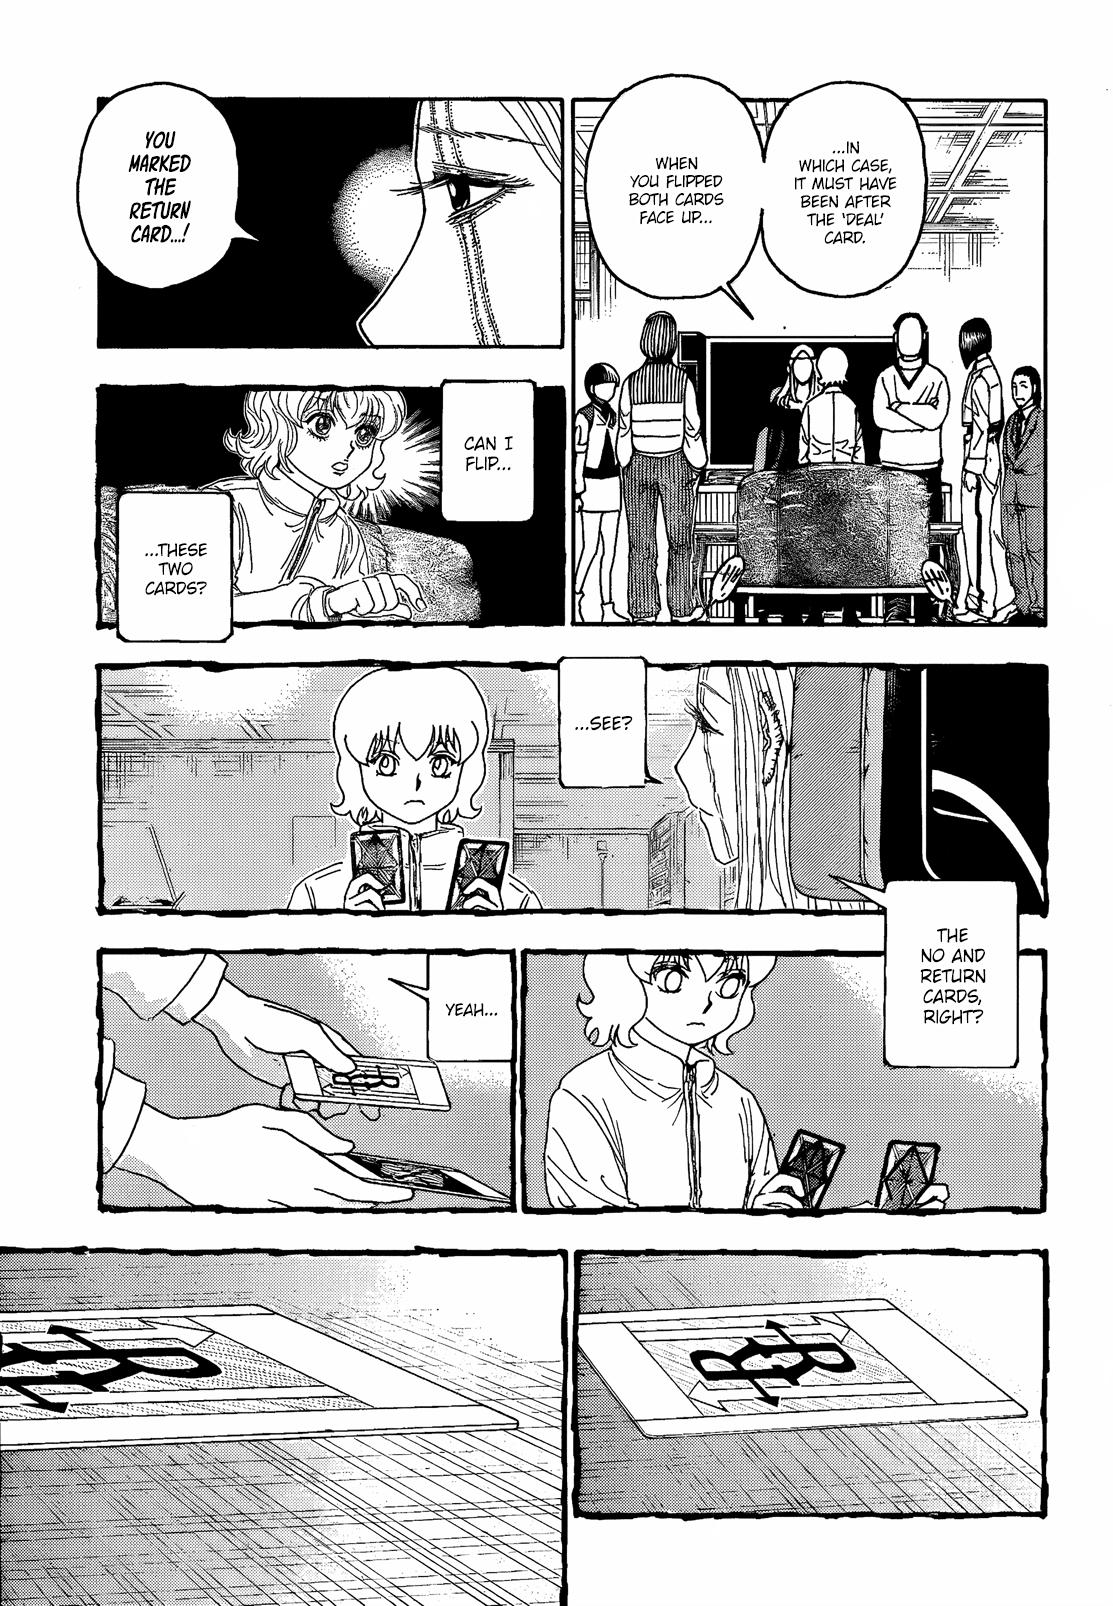 ...IN
WHICH CASE,
IT MUST HAVE
BEEN AFTER
THE 'DEAL'
CARD.
WHEN
YOU FLIPPED
BOTH CARDS
FACE UP...
YOU
MARKED
THE
RETURN
CARD...!
CAN I
FLIP...
...THESE
TWO
CARDS?
...SEE?
THE
NO AND
RETURN
CARDS,
RIGHT?
YEAH...